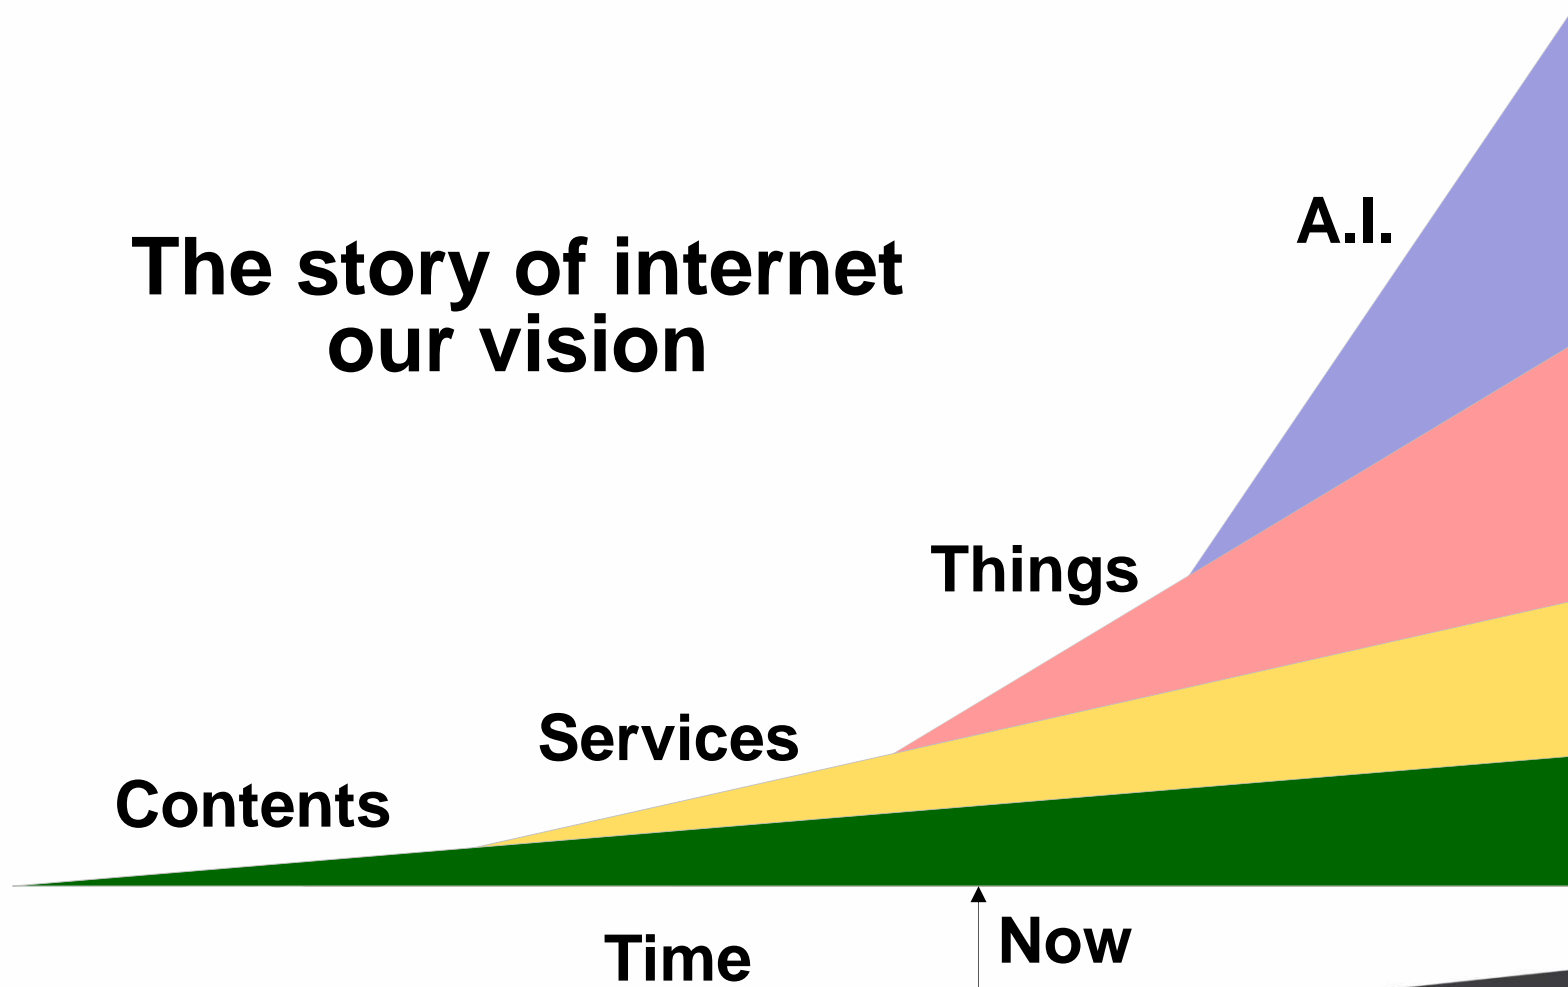 A.I.
The story of internet
our vision
Things
Services
Contents
Now
Time